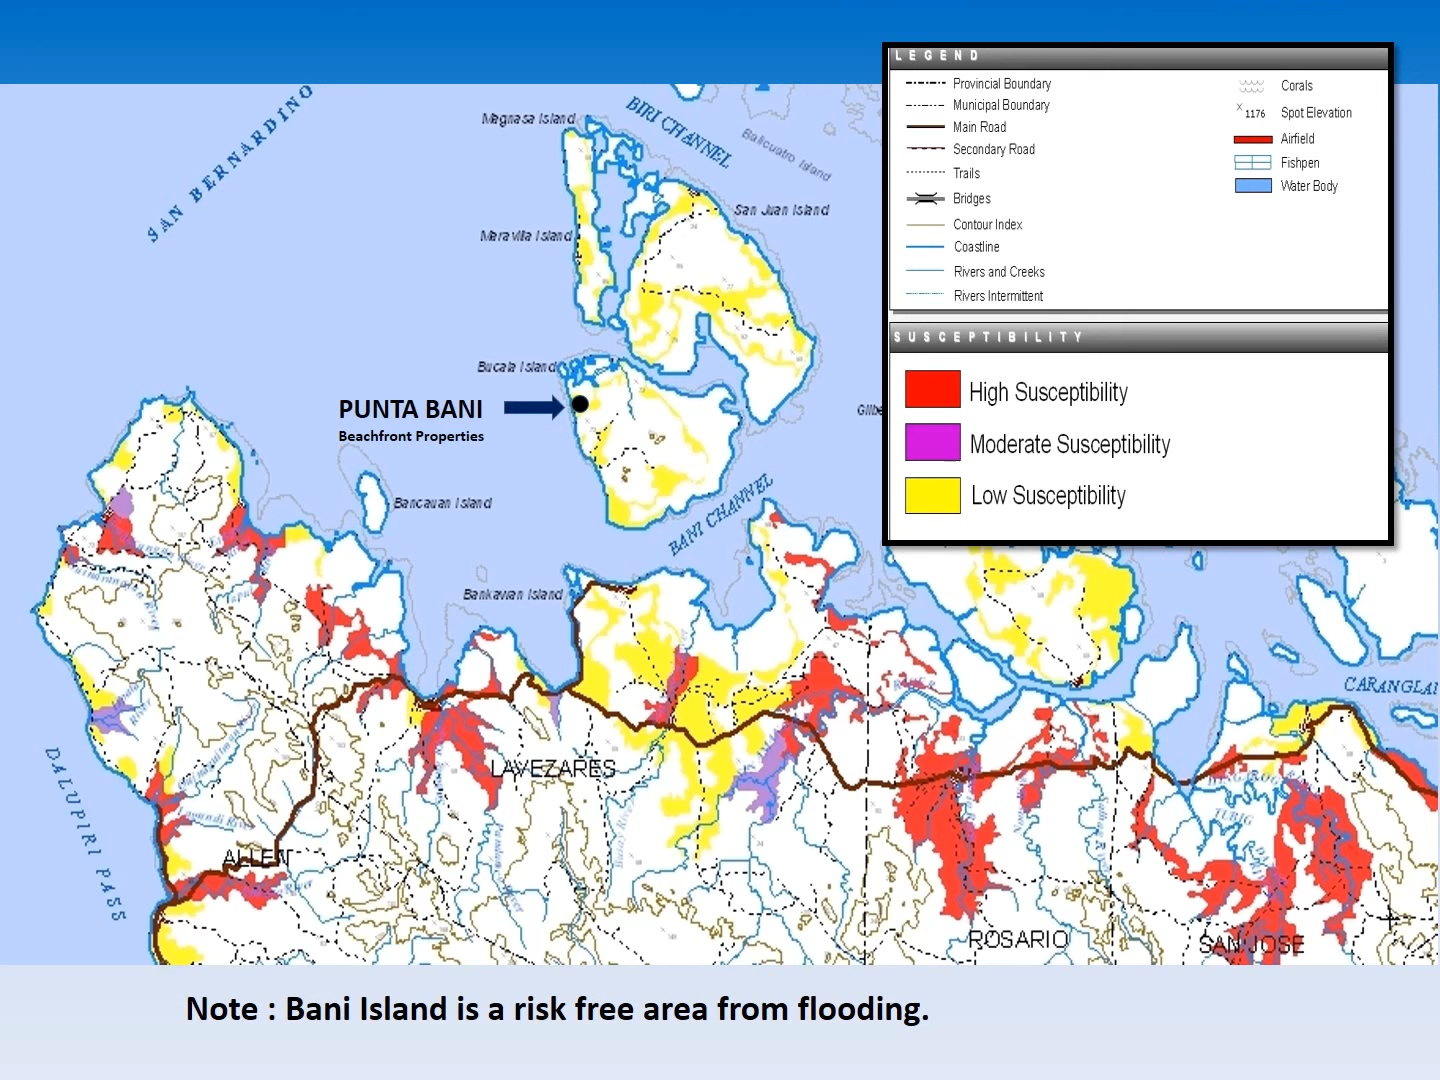 LEGEND
Provincial Boundary
Municipal Boundary
Main Road
Secondary Road
Trails
Bridges
Contour Index
Coastline
Rivers and Creeks
Rivers Intermittent
Corals
1176 Spot Elevation
Airfield
Fishpen
Water Body
SUSCEPTIBILITY
High Susceptibility
Moderate Susceptibility
Low Susceptibility
SAN BERNARDINO
Magnasa Island
BIRI CHANNEL
Balicuatro Island
San Juan Island
Maravilla Island
Bucala Island
PUNTA BANI
Beachfront Properties
Bancauan Island
BANI CHANNEL
Bankawan Island
CARANGLA
DALUPIRI PASS
LAVEZARES
ALLEN
ROSARIO
SAN JOSE
Note : Bani Island is a risk free area from flooding.